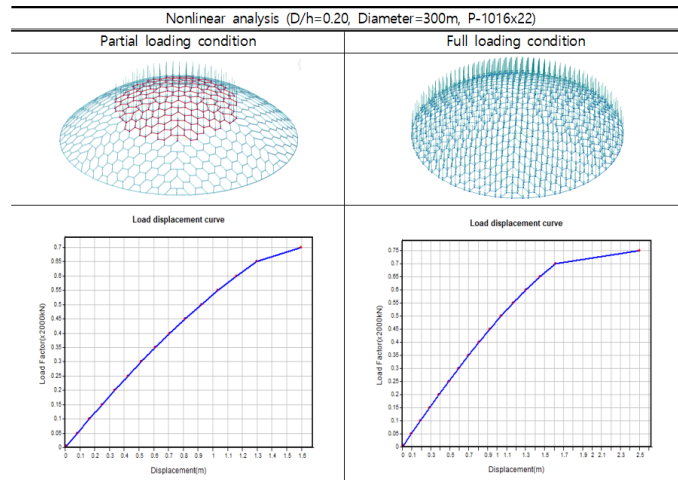 Nonlinear analysis (D/h=0.20, Diameter=300m, P-1016x22)
Partial loading condition
Full loading condition
Load displacement curve
Load Factor(x2000kN)
0.7
0.65
0.6
0.55
0.5
0.45
0.4
0.35
0.3
0.25
0.2
0.15
0.1
0.05
0
0 0.1 0.2 0.3 0.4 0.5 0.6 0.7 0.8 0.9 1 1.1 1.2 1.3 1.4 1.5 1.6
Displacement(m)
Load displacement curve
Load Factor(x2000kN)
0.75
0.7
0.65
0.6
0.55
0.5
0.45
0.4
0.35
0.3
0.25
0.2
0.15
0.1
0.05
0
0 0.1 0.3 0.5 0.7 0.9 1.1 1.3 1.5 1.7 1.9 2 2.1 2.3 2.5
Displacement(m)